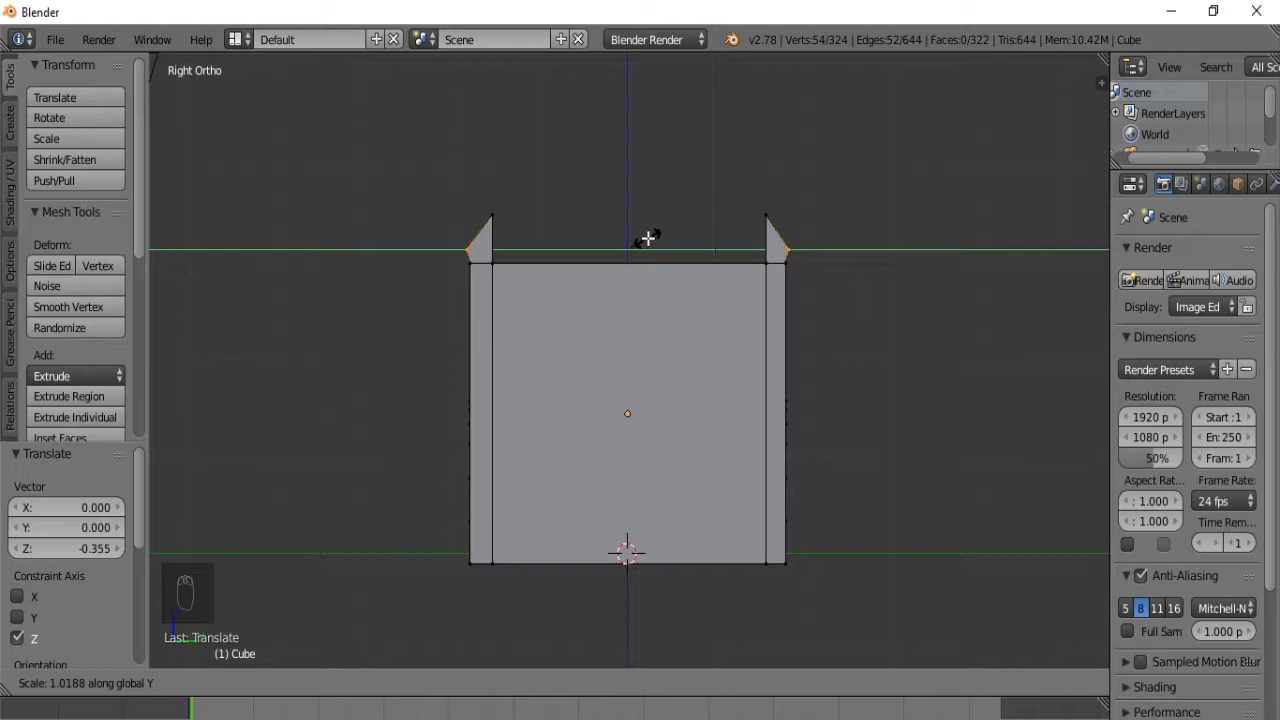 Blender
File Render Window Help Default Scene Blender Render v2.78 | Verts:54/324 | Edges:52/644 | Faces:0/322 | Tris:644 | Mem:10.42M | Cube
Tools
Create
Shading / UV
Options
Grease Penci
Relations
Transform
Translate
Rotate
Scale
Shrink/Fatten
Push/Pull
Mesh Tools
Deform:
Slide Ed Vertex
Noise
Smooth Vertex
Randomize
Add:
Extrude
Extrude Region
Extrude Individual
Inset Faces
Translate
Vector
X: 0.000
Y: 0.000
Z: -0.355
Constraint Axis
X
Y
Z
Orientation
Right Ortho
Last: Translate
(1) Cube
Scale: 1.0188 along global Y
View Search All Sc
Scene
RenderLayers
World
Scene
Render
Rende Anima Audio
Display: Image Ed
Dimensions
Render Presets
Resolution: Frame Ran
1920 p Start :1
1080 p En: 250
50% Fram: 1
Aspect Rat... Frame Rate:
: 1.000 24 fps
: 1.000 Time Rem...
: 1
Anti-Aliasing
5 8 11 16 Mitchell-N
Full Sam 1.000 p
Sampled Motion Blur
Shading
Performance